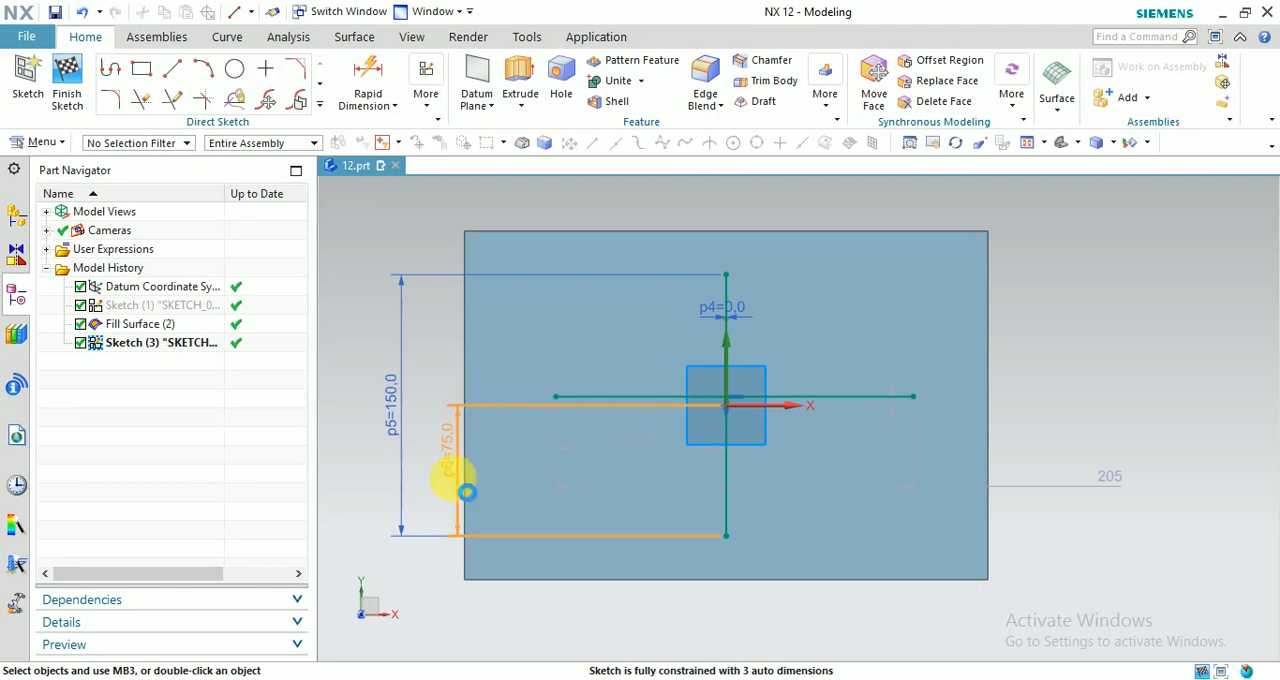 NX
Switch Window
Window
NX 12 - Modeling
SIEMENS
File
Home
Assemblies
Curve
Analysis
Surface
View
Render
Tools
Application
Find a Command
Sketch
Finish
Sketch
Direct Sketch
Rapid
Dimension
More
Datum
Plane
Extrude
Hole
Pattern Feature
Unite
Shell
Edge
Blend
Chamfer
Trim Body
Draft
More
Feature
Move
Face
Offset Region
Replace Face
Delete Face
More
Synchronous Modeling
Surface
Work on Assembly
Add
Assemblies
Menu
No Selection Filter
Entire Assembly
Part Navigator
12.prt
Name
Up to Date
Model Views
Cameras
User Expressions
Model History
Datum Coordinate Sy...
Sketch (1) "SKETCH_0...
Fill Surface (2)
Sketch (3) "SKETCH...
Dependencies
Details
Preview
p4=0,0
p5=150,0
p6=75,0
X
205
Y
X
Activate Windows
Go to Settings to activate Windows.
Select objects and use MB3, or double-click an object
Sketch is fully constrained with 3 auto dimensions